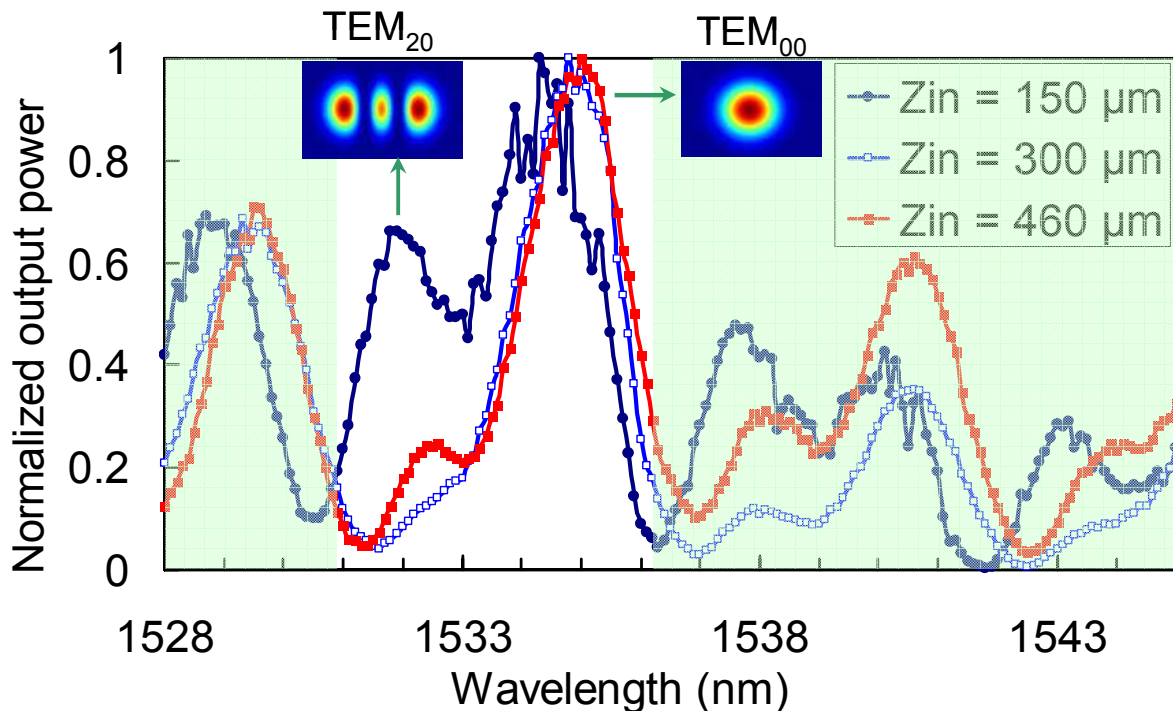 TEM₂₀
TEM₀₀
Normalized output power
1
0.8
0.6
0.4
0.2
0
Zin = 150 µm
Zin = 300 µm
Zin = 460 µm
1528
1533
1538
1543
Wavelength (nm)